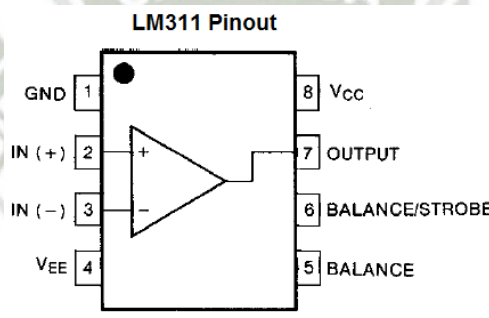 LM311 Pinout
GND 1 8 VCC
IN (+) 2 + 7 OUTPUT
IN (−) 3 − 6 BALANCE/STROBE
VEE 4 5 BALANCE